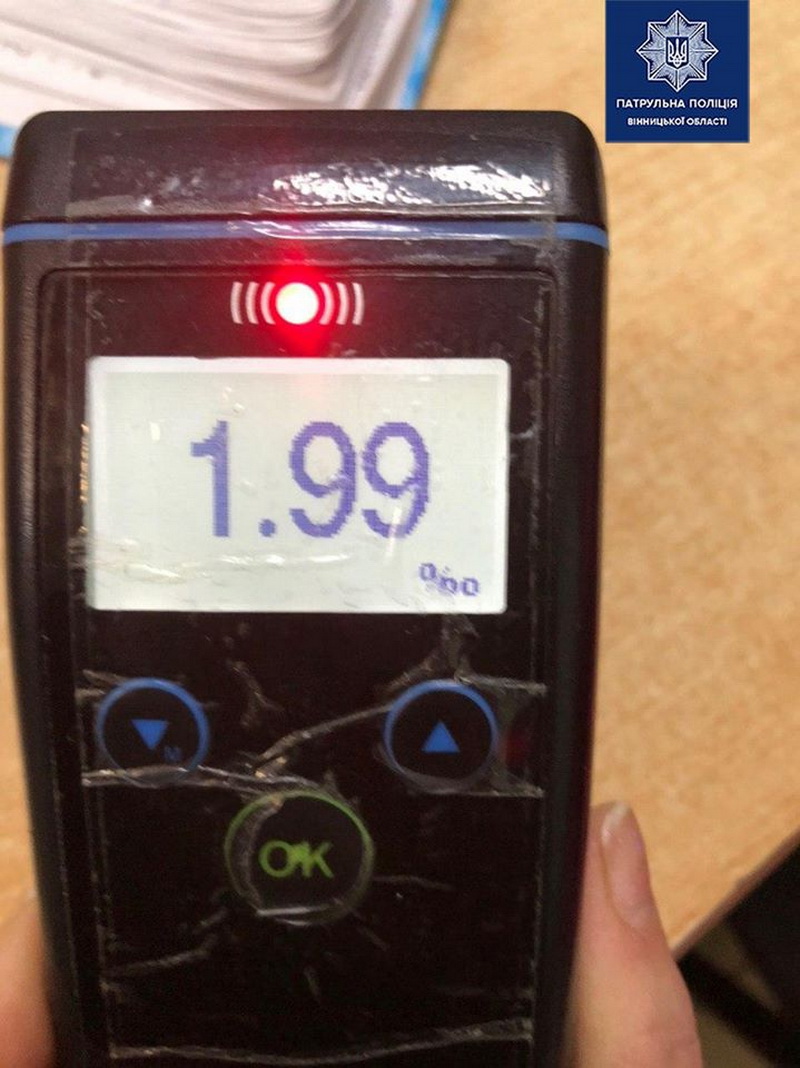 ПАТРУЛЬНА ПОЛІЦІЯ
ВІННИЦЬКОЇ ОБЛАСТІ
1.99
‰
M
OK